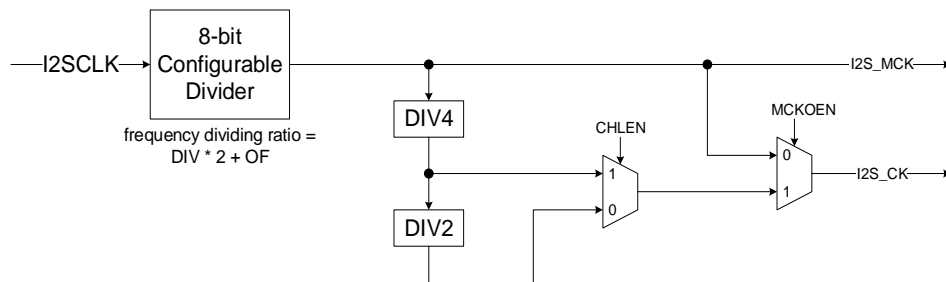 8-bit
Configurable
Divider
I2SCLK
I2S_MCK
frequency dividing ratio =
DIV * 2 + OF
DIV4
CHLEN
MCKOEN
0
1
I2S_CK
1
0
DIV2